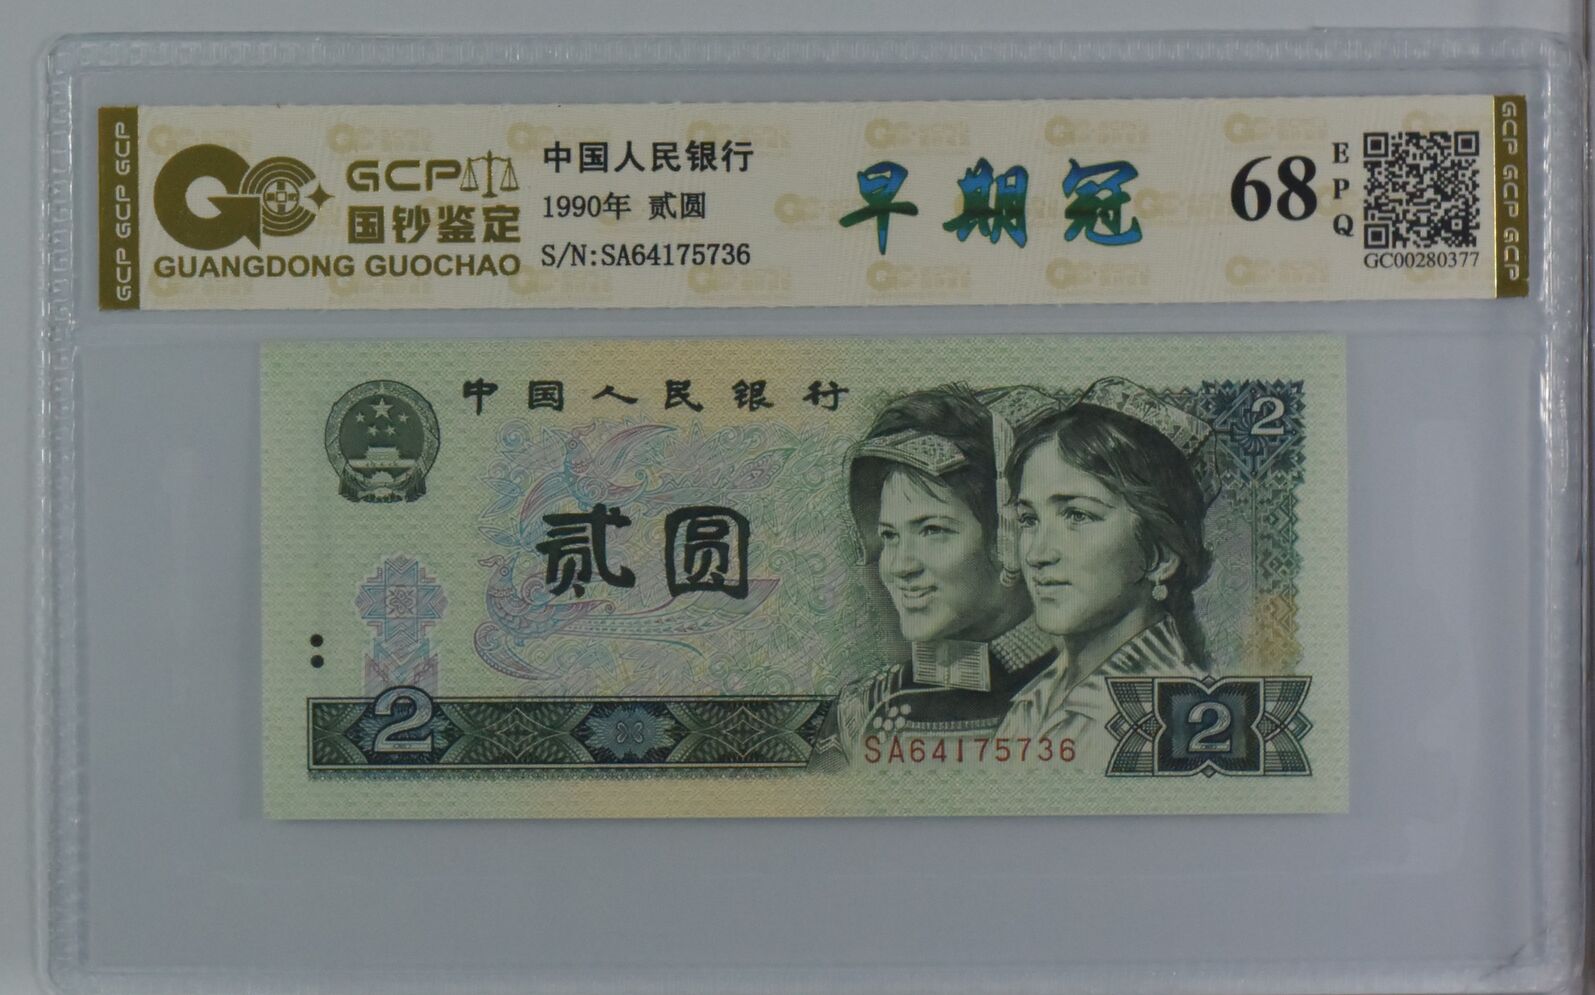 GCP GCP GCP
GCP
国钞鉴定
GUANGDONG GUOCHAO
中国人民银行
1990年 贰圆
S/N:SA64175736
早期冠
68
EPQ
GC00280377
GCP GCP GCP
中国人民银行
2
贰圆
2
SA64175736
2